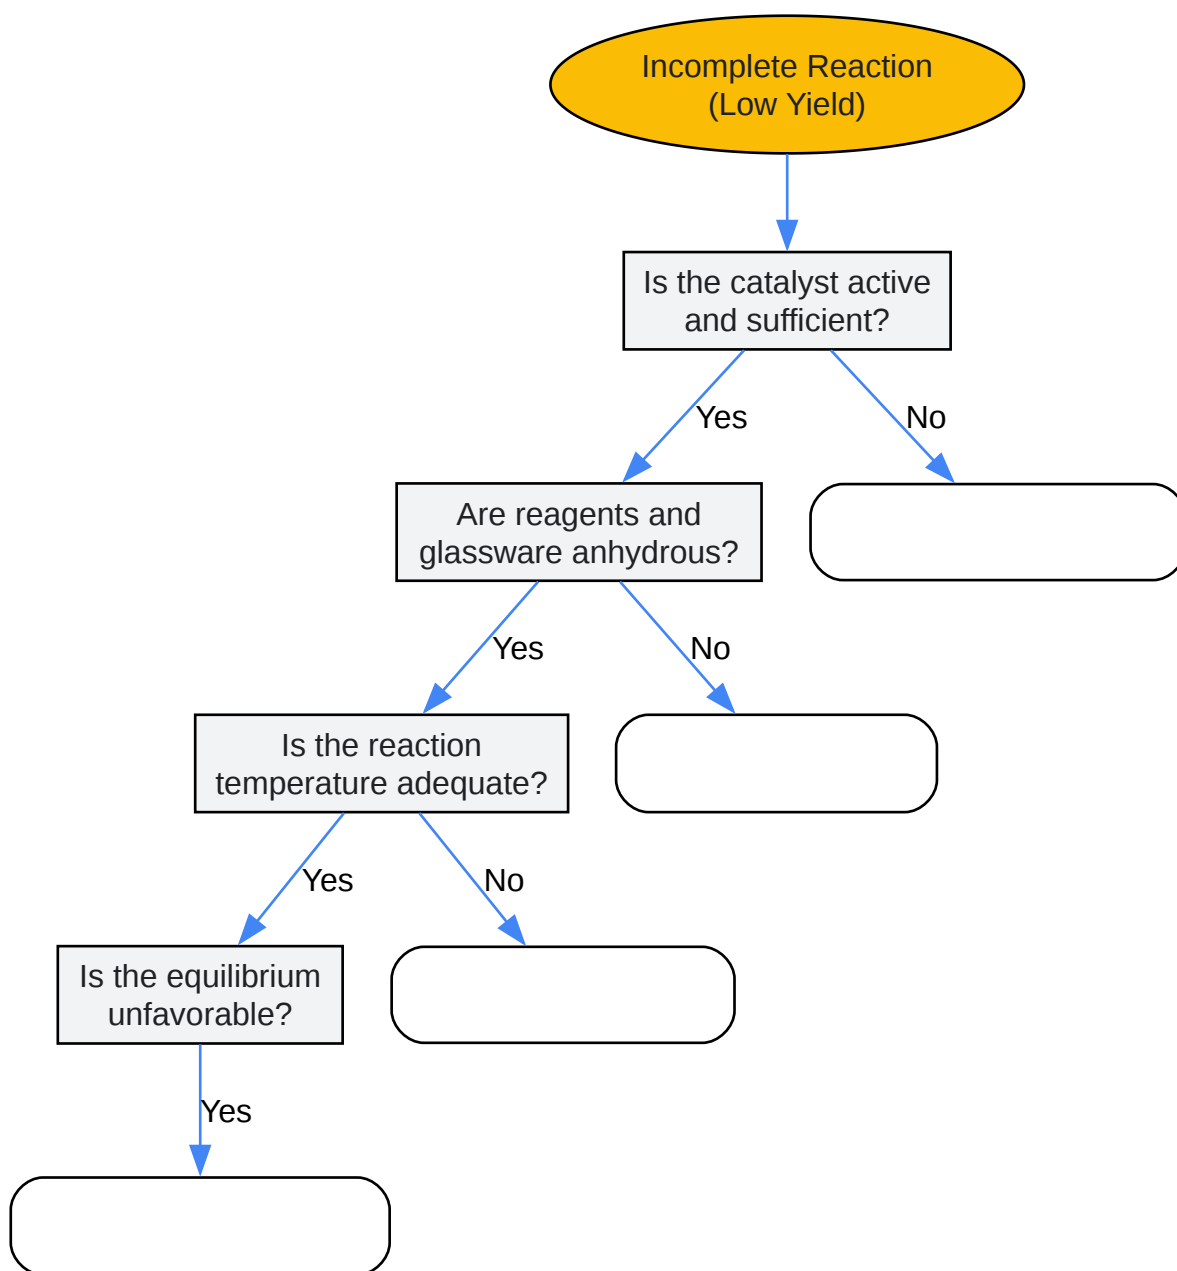 Incomplete Reaction
(Low Yield)
Is the catalyst active
and sufficient?
Yes
No
Are reagents and
glassware anhydrous?
Yes
No
Is the reaction
temperature adequate?
Yes
No
Is the equilibrium
unfavorable?
Yes